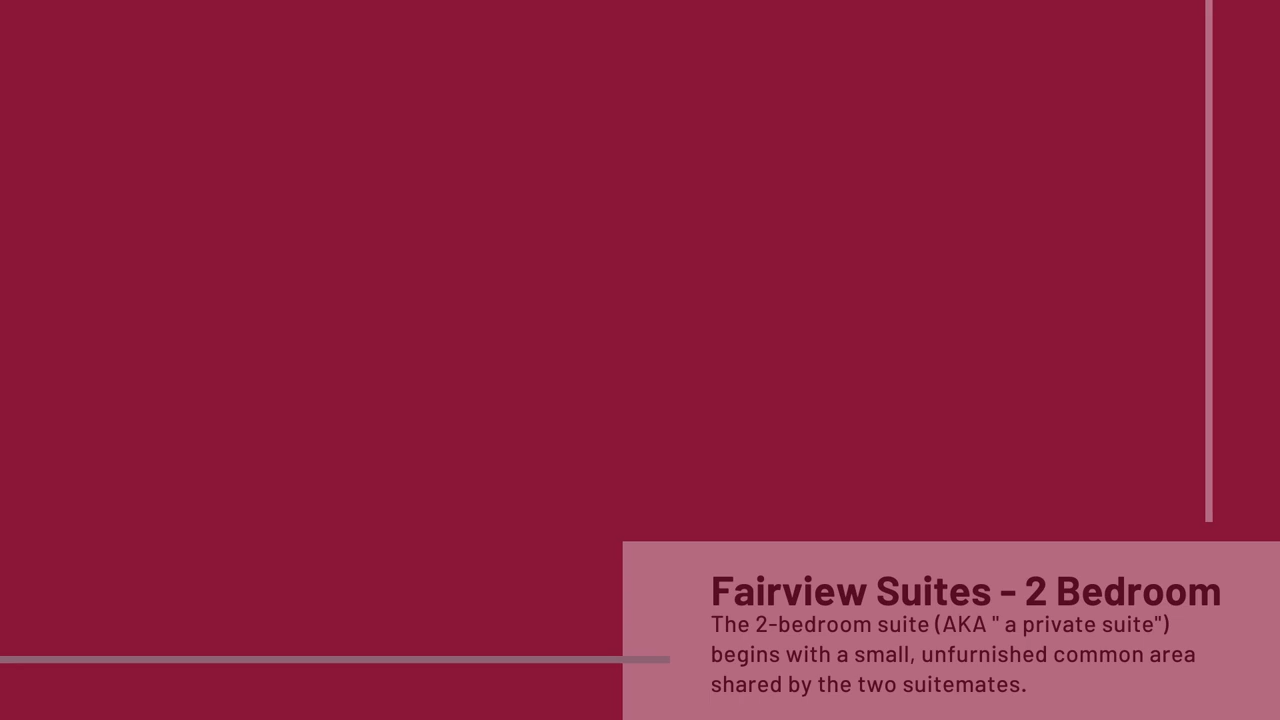 Fairview Suites - 2 Bedroom
The 2-bedroom suite (AKA " a private suite")
begins with a small, unfurnished common area
shared by the two suitemates.